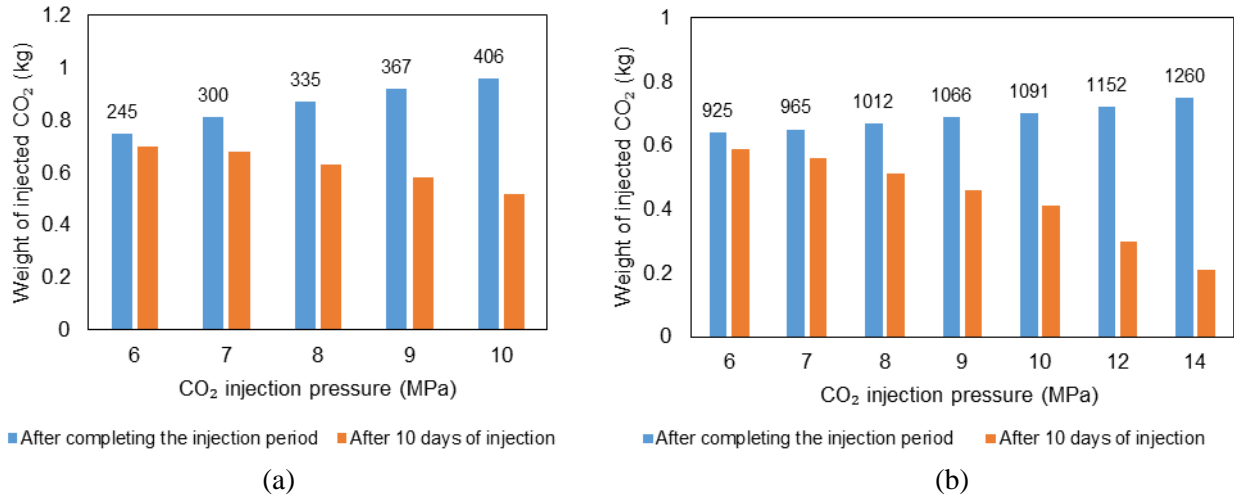 1.2
1
0.8
0.6
0.4
0.2
0
Weight of injected CO₂ (kg)
245 300 335 367 406
6 7 8 9 10
CO₂ injection pressure (MPa)
After completing the injection period After 10 days of injection
(a)
1
0.8
0.6
0.4
0.2
0
Weight of injected CO₂ (kg)
925 965 1012 1066 1091 1152 1260
6 7 8 9 10 12 14
CO₂ injection pressure (MPa)
After completing the injection period After 10 days of injection
(b)